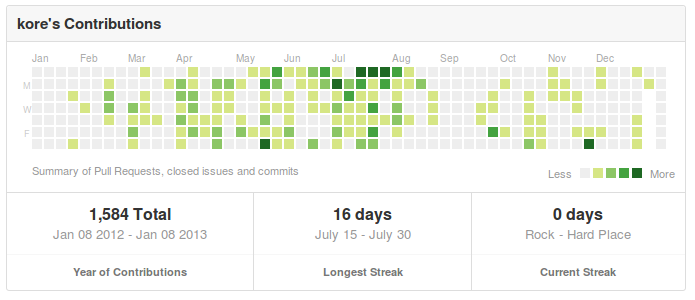 kore's Contributions
Jan Feb Mar Apr May Jun Jul Aug Sep Oct Nov Dec
M
W
F
Summary of Pull Requests, closed issues and commits
Less More
1,584 Total 16 days 0 days
Jan 08 2012 - Jan 08 2013 July 15 - July 30 Rock - Hard Place
Year of Contributions Longest Streak Current Streak